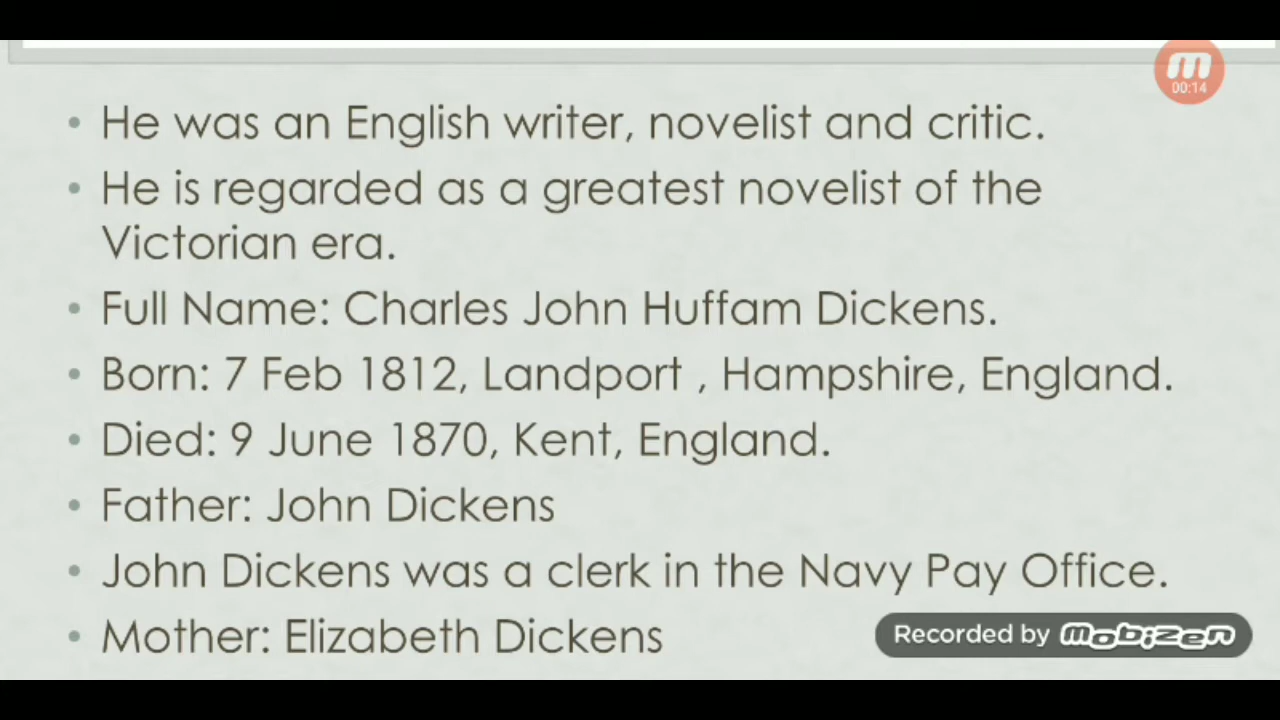 m
00:14
• He was an English writer, novelist and critic.
• He is regarded as a greatest novelist of the
Victorian era.
• Full Name: Charles John Huffam Dickens.
• Born: 7 Feb 1812, Landport , Hampshire, England.
• Died: 9 June 1870, Kent, England.
• Father: John Dickens
• John Dickens was a clerk in the Navy Pay Office.
• Mother: Elizabeth Dickens
Recorded by mobizen